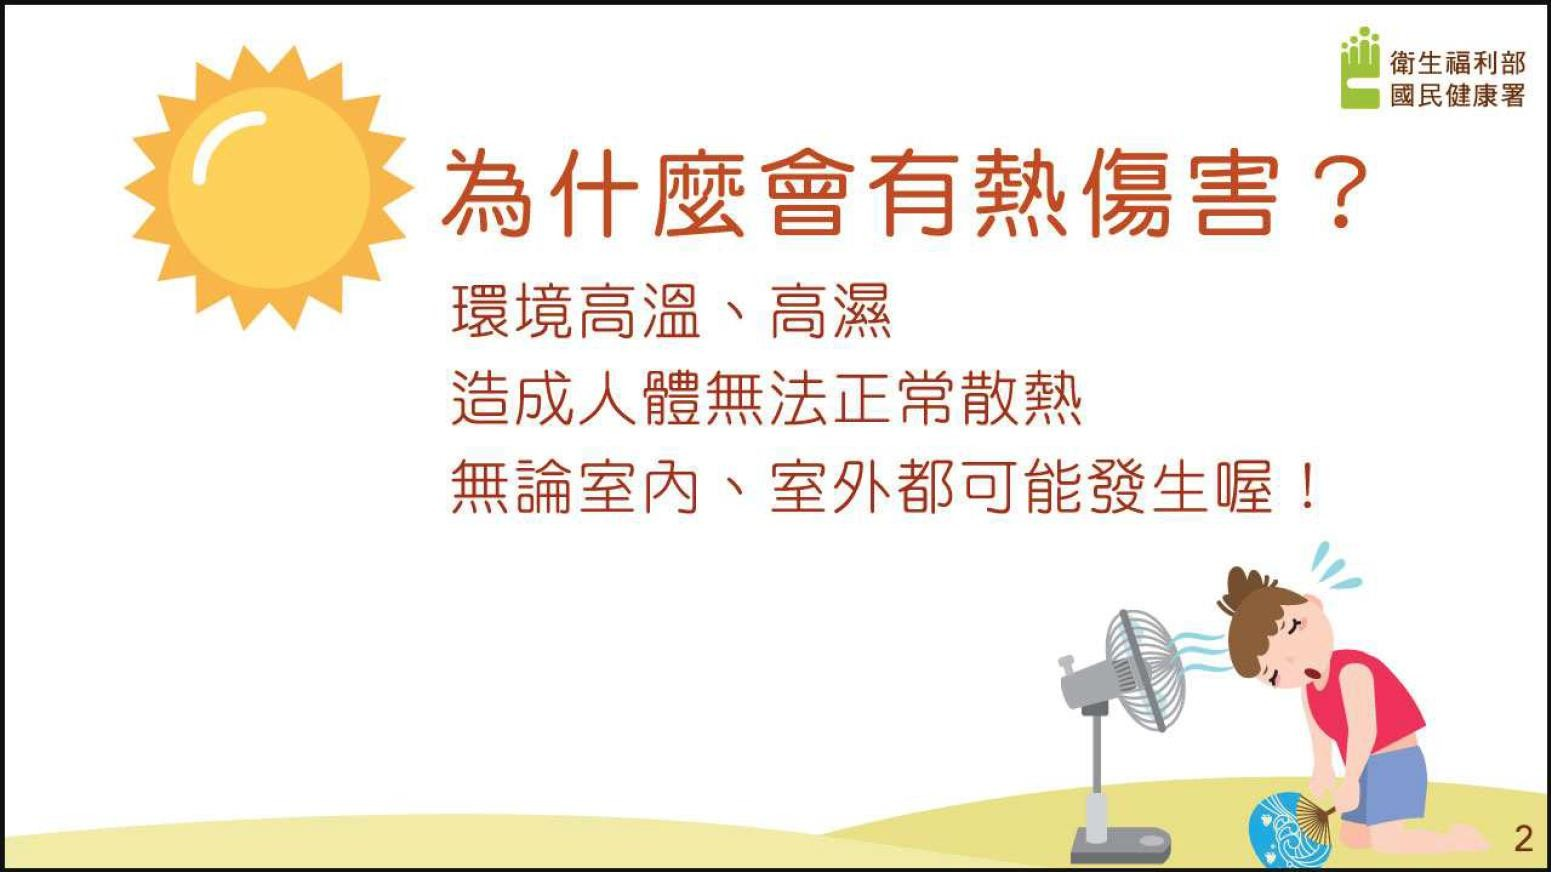 衛生福利部
國民健康署
為什麼會有熱傷害？
環境高溫、高濕
造成人體無法正常散熱
無論室內、室外都可能發生喔！
2